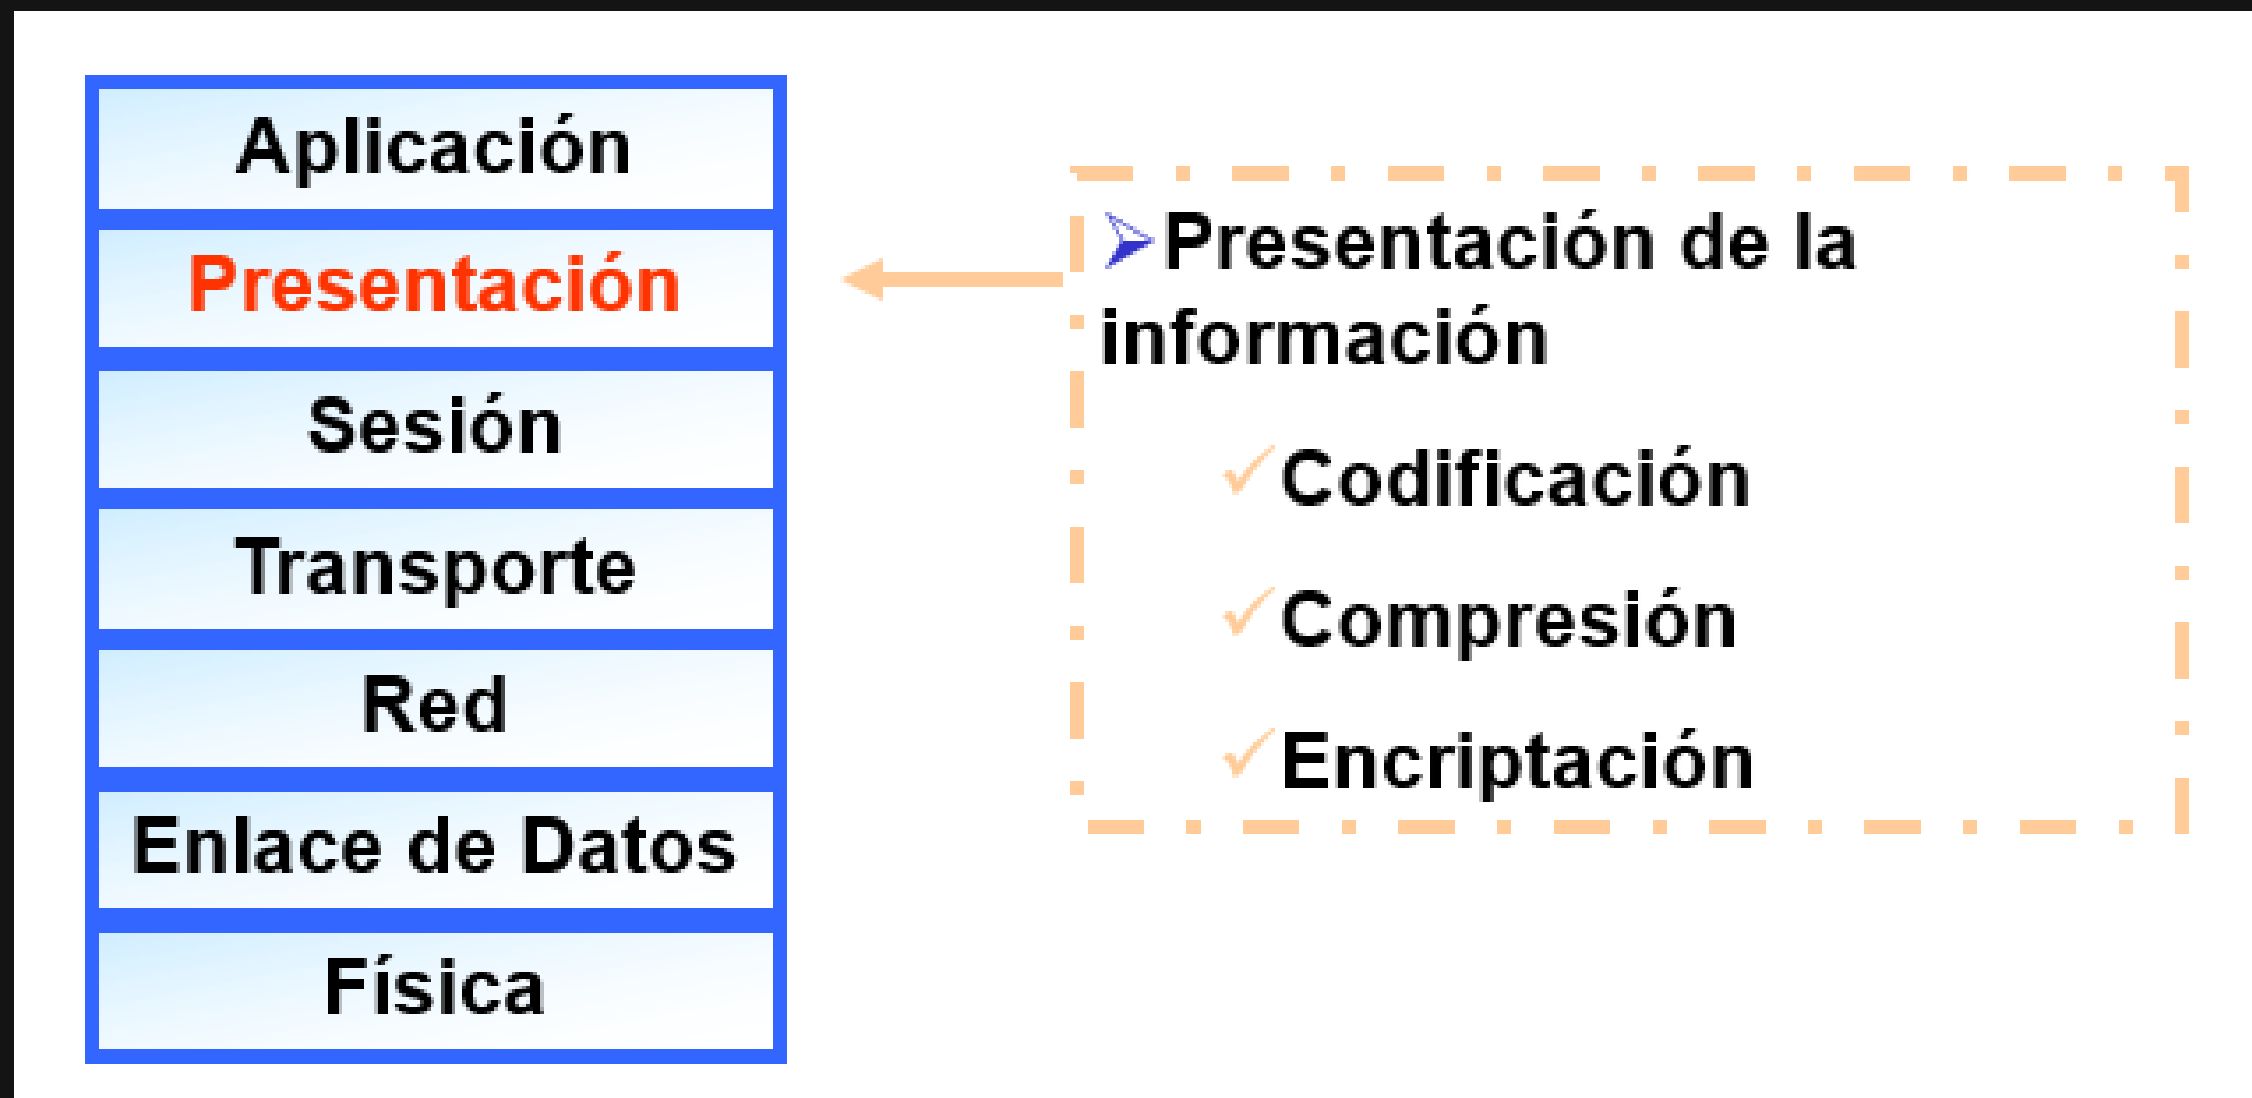 Aplicación
Presentación
Sesión
Transporte
Red
Enlace de Datos
Física
Presentación de la
información
Codificación
Compresión
Encriptación